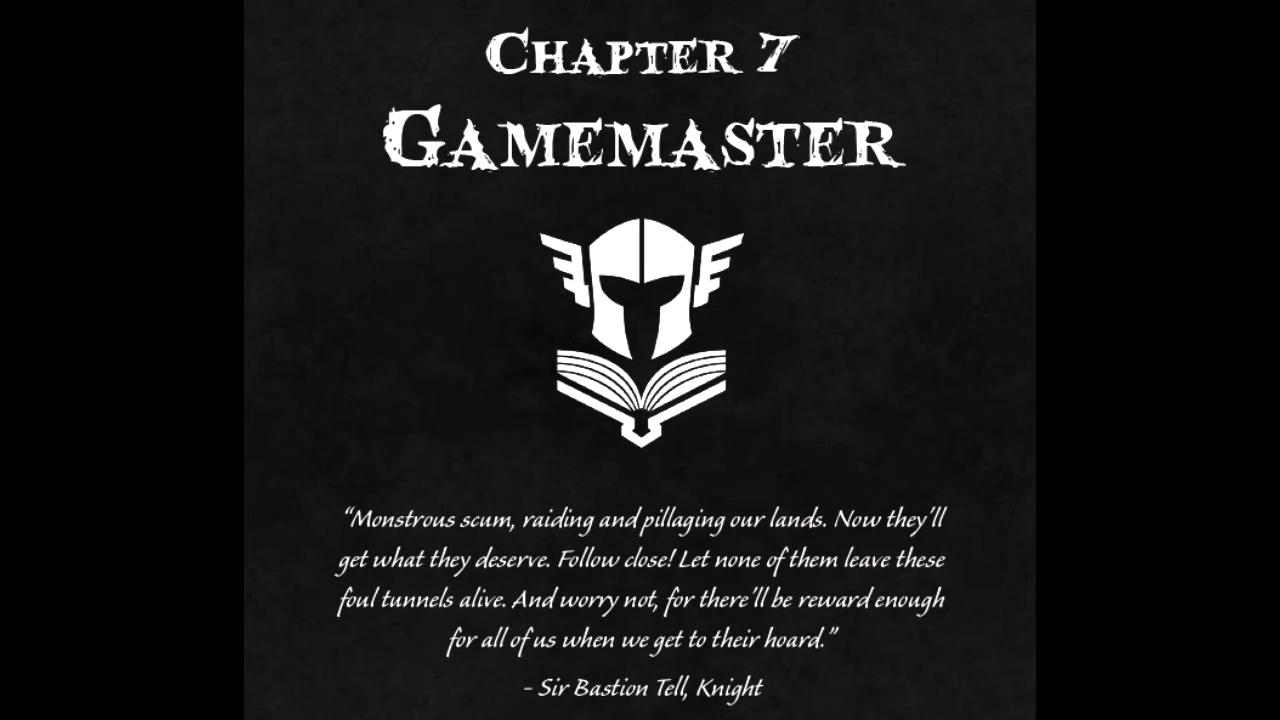 Chapter 7
Gamemaster
“Monstrous scum, raiding and pillaging our lands. Now they’ll
get what they deserve. Follow close! Let none of them leave these
foul tunnels alive. And worry not, for there’ll be reward enough
for all of us when we get to their hoard.”
- Sir Bastion Tell, Knight